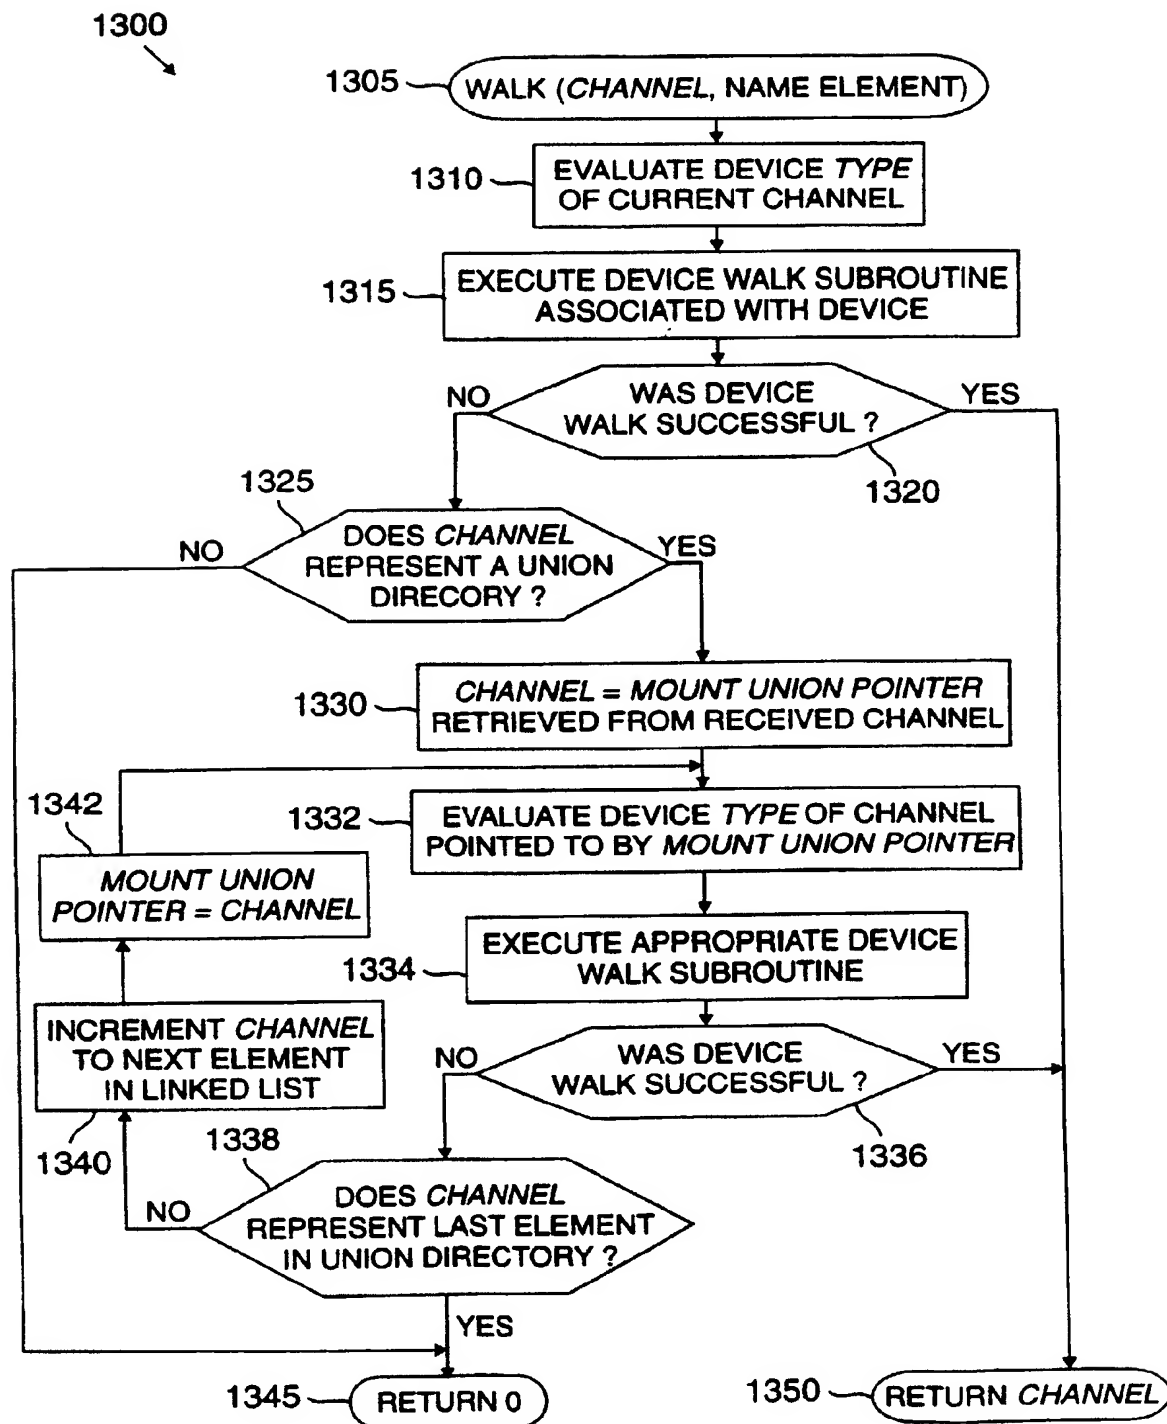 1300
1305
WALK (CHANNEL, NAME ELEMENT)
1310
EVALUATE DEVICE TYPE
OF CURRENT CHANNEL
1315
EXECUTE DEVICE WALK SUBROUTINE
ASSOCIATED WITH DEVICE
NO
WAS DEVICE
WALK SUCCESSFUL ?
YES
1320
1325
NO
DOES CHANNEL
REPRESENT A UNION
DIRECORY ?
YES
1330
CHANNEL = MOUNT UNION POINTER
RETRIEVED FROM RECEIVED CHANNEL
1332
EVALUATE DEVICE TYPE OF CHANNEL
POINTED TO BY MOUNT UNION POINTER
1342
MOUNT UNION
POINTER = CHANNEL
1334
EXECUTE APPROPRIATE DEVICE
WALK SUBROUTINE
INCREMENT CHANNEL
TO NEXT ELEMENT
IN LINKED LIST
1340
NO
WAS DEVICE
WALK SUCCESSFUL ?
YES
1336
1338
NO
DOES CHANNEL
REPRESENT LAST ELEMENT
IN UNION DIRECTORY ?
YES
1345
RETURN 0
1350
RETURN CHANNEL